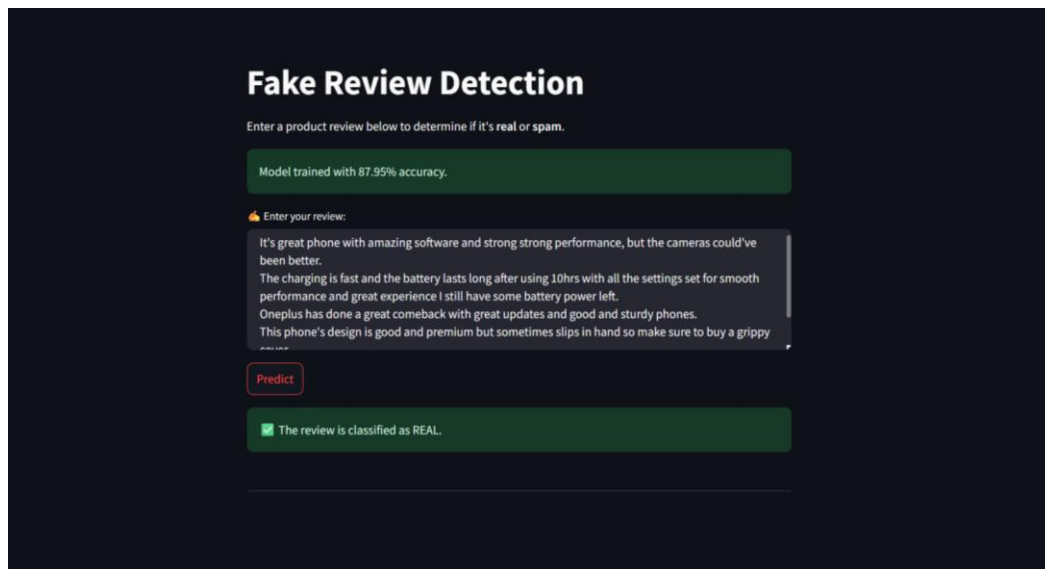 Fake Review Detection
Enter a product review below to determine if it's real or spam.
Model trained with 87.95% accuracy.
✍️ Enter your review:
It's great phone with amazing software and strong strong performance, but the cameras could've
been better.
The charging is fast and the battery lasts long after using 10hrs with all the settings set for smooth
performance and great experience I still have some battery power left.
Oneplus has done a great comeback with great updates and good and sturdy phones.
This phone's design is good and premium but sometimes slips in hand so make sure to buy a grippy
Predict
✅ The review is classified as REAL.